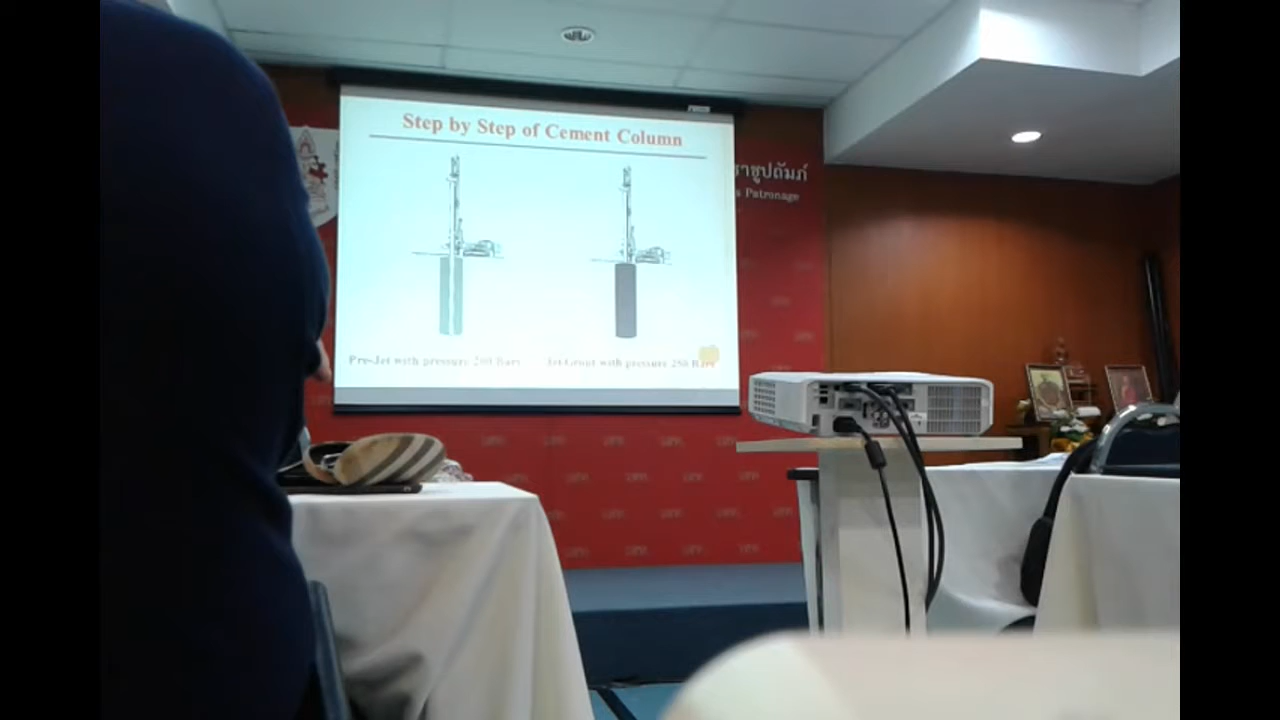 Step by Step of Cement Column
Pre-Jet with pressure 200 Bars
Jet Grout with pressure 250 Bars
ราชูปถัมภ์
Patronage